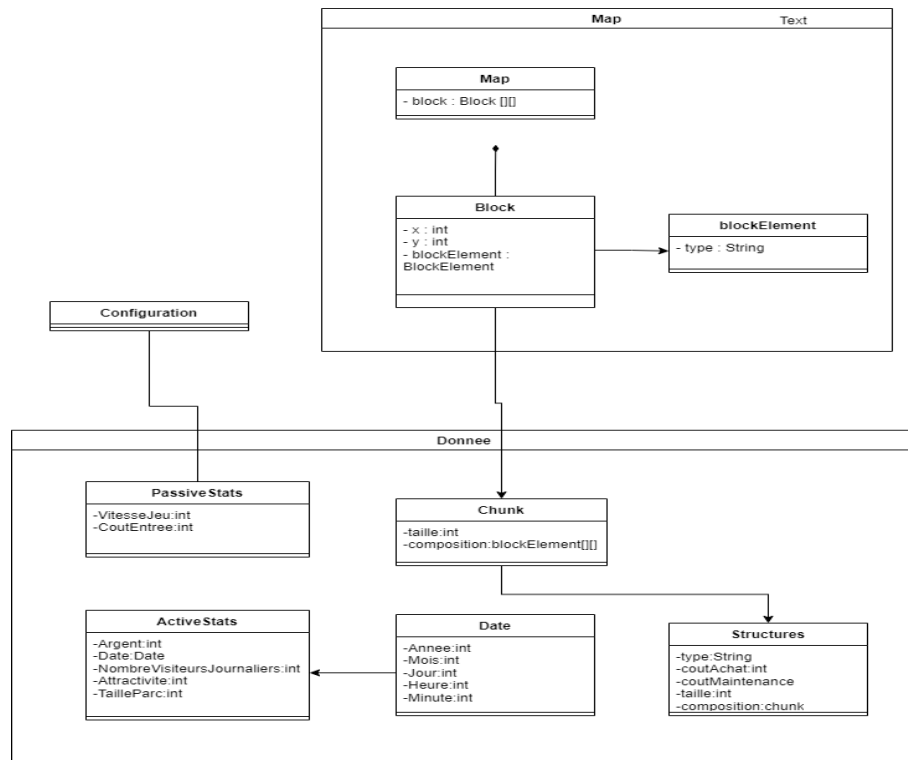 Map Text
Map
- block : Block [][]
Block
- x : int
- y : int
- blockElement :
BlockElement
blockElement
- type : String
Configuration
Donnee
PassiveStats
-VitesseJeu:int
-CoutEntree:int
Chunk
-taille:int
-composition:blockElement[][]
ActiveStats
-Argent:int
-Date:Date
-NombreVisiteursJournaliers:int
-Attractivite:int
-TailleParc:int
Date
-Annee:int
-Mois:int
-Jour:int
-Heure:int
-Minute:int
Structures
-type:String
-coutAchat:int
-coutMaintenance
-taille:int
-composition:chunk